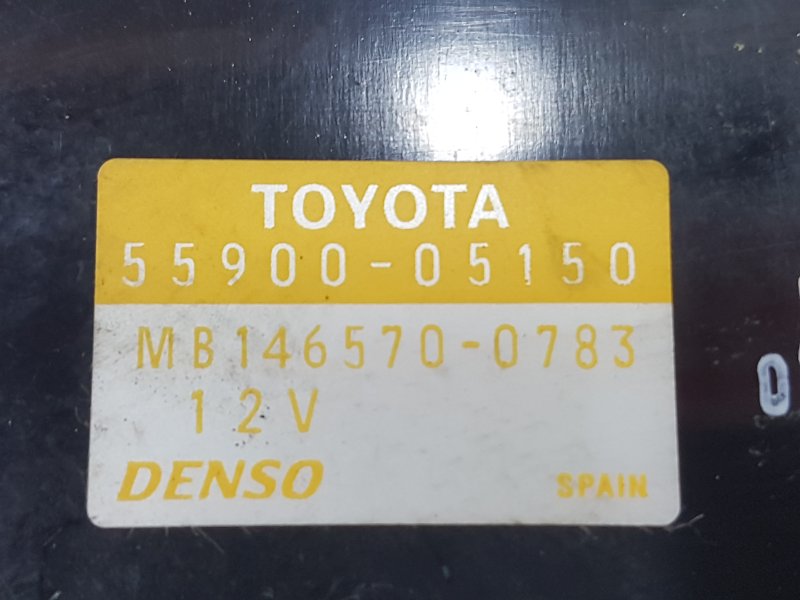 TOYOTA
55900-05150
MB146570-0783
12V
DENSO
SPAIN